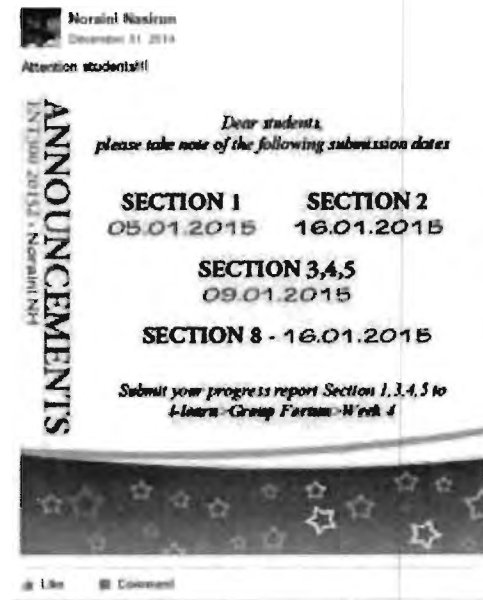 Noraini Nasirun
December 31, 2014
Attention students!!!
ANNOUNCEMENTS
Noraini NM
Dear students,
please take note of the following submission dates
SECTION 1
05.01.2015
SECTION 2
16.01.2015
SECTION 3,4,5
09.01.2015
SECTION 8 - 16.01.2015
Submit your progress report Section 1,3,4,5 to
i-learn>Group Forum>Week 4
Like
Comment